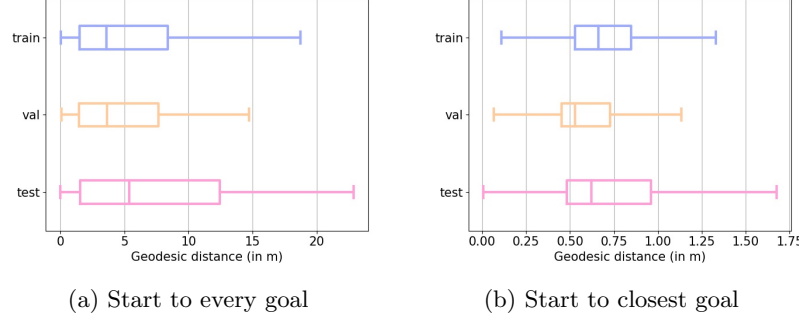 train
val
test
0 5 10 15 20
Geodesic distance (in m)
(a) Start to every goal
train
val
test
0.00 0.25 0.50 0.75 1.00 1.25 1.50 1.75
Geodesic distance (in m)
(b) Start to closest goal